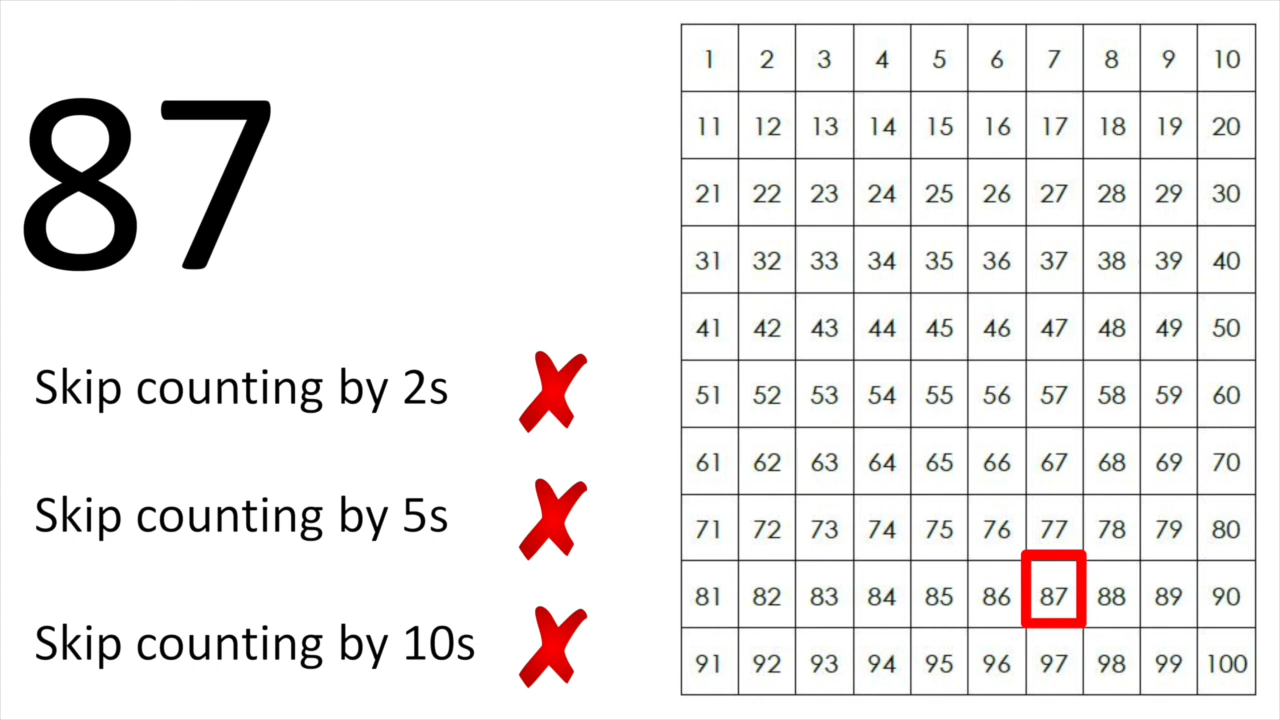 87
Skip counting by 2s
Skip counting by 5s
Skip counting by 10s
1 2 3 4 5 6 7 8 9 10
11 12 13 14 15 16 17 18 19 20
21 22 23 24 25 26 27 28 29 30
31 32 33 34 35 36 37 38 39 40
41 42 43 44 45 46 47 48 49 50
51 52 53 54 55 56 57 58 59 60
61 62 63 64 65 66 67 68 69 70
71 72 73 74 75 76 77 78 79 80
81 82 83 84 85 86 87 88 89 90
91 92 93 94 95 96 97 98 99 100